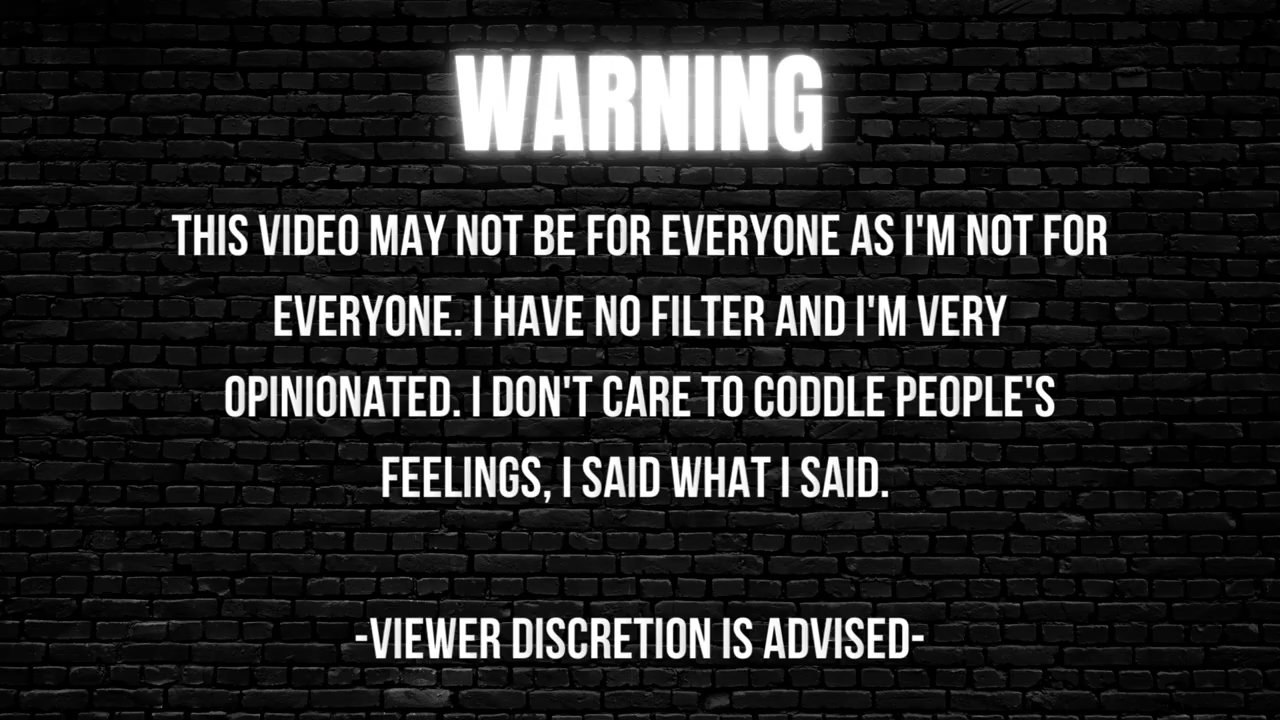 WARNING
THIS VIDEO MAY NOT BE FOR EVERYONE AS I'M NOT FOR
EVERYONE. I HAVE NO FILTER AND I'M VERY
OPINIONATED. I DON'T CARE TO CODDLE PEOPLE'S
FEELINGS, I SAID WHAT I SAID.
-VIEWER DISCRETION IS ADVISED-